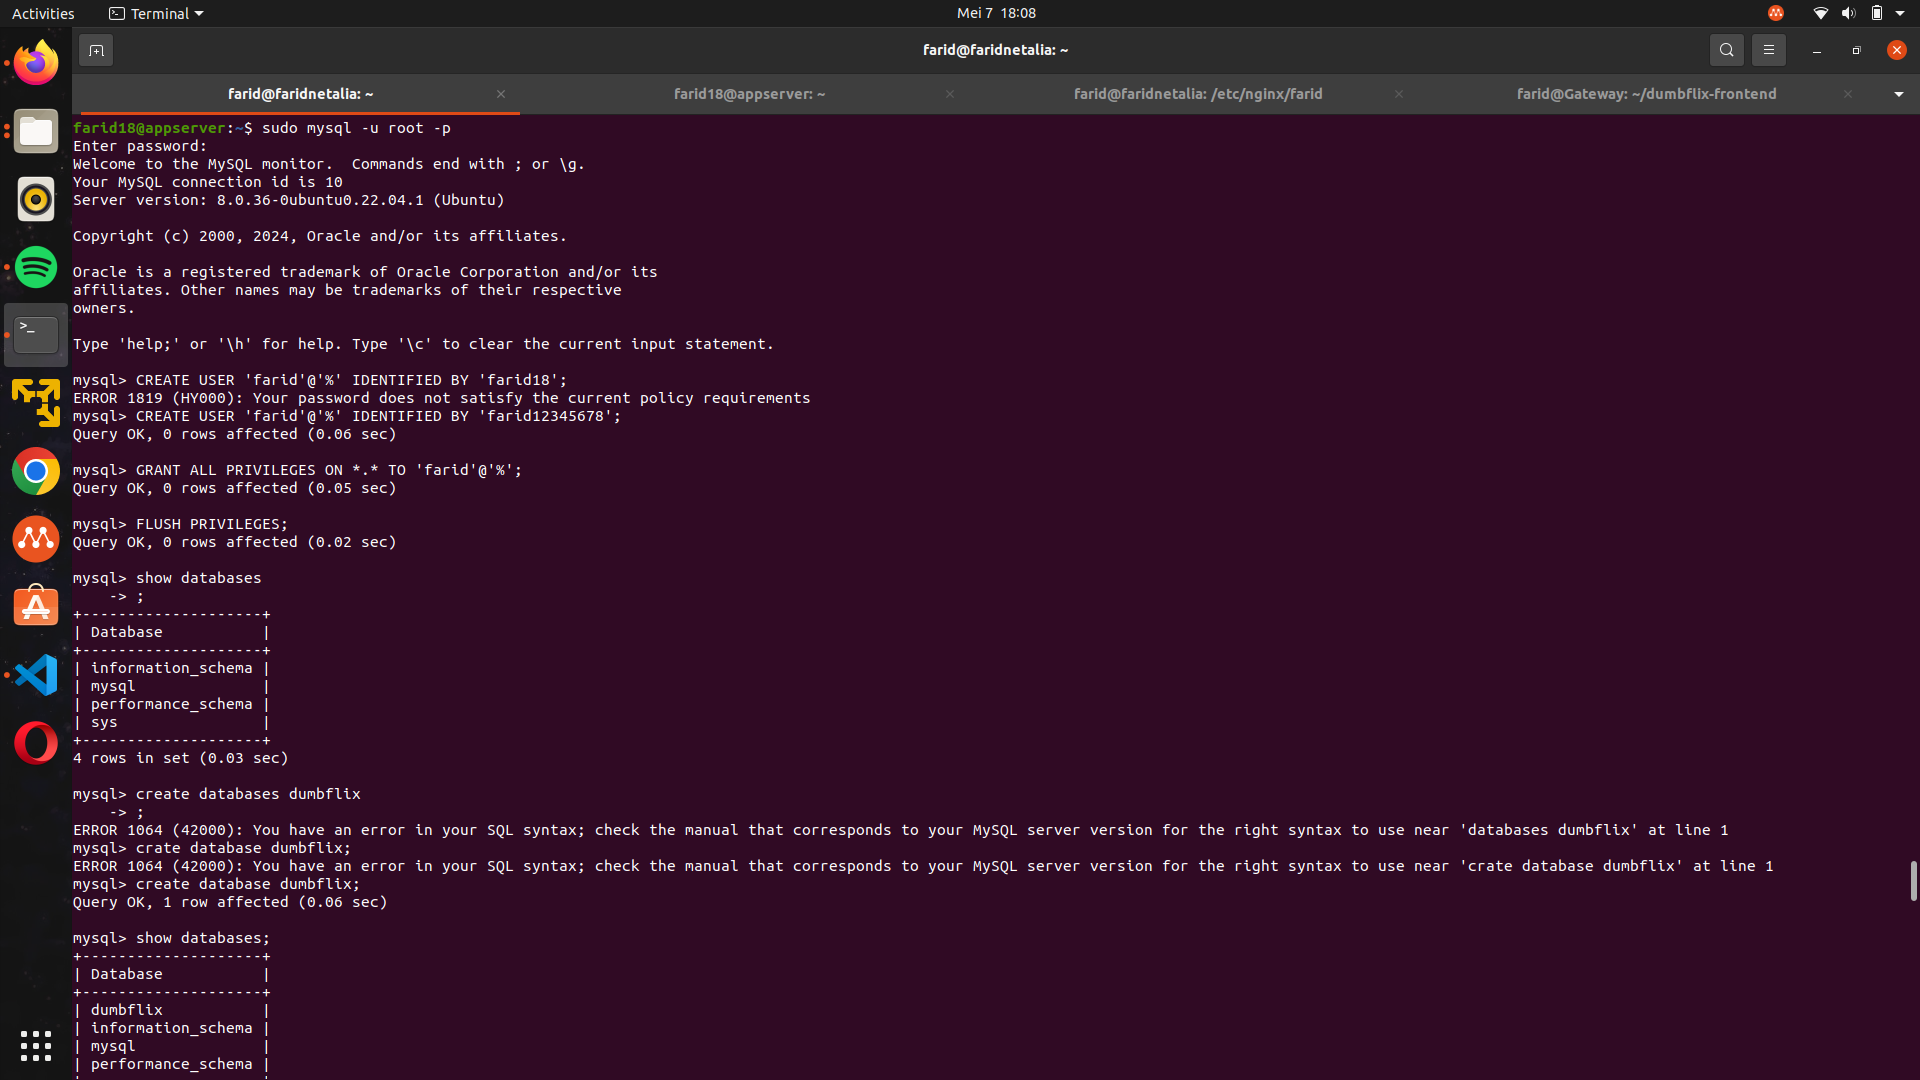 Activities
Terminal
Mei 7 18:08
farid@faridnetalia: ~
farid@faridnetalia: ~
farid18@appserver: ~
farid@faridnetalia: /etc/nginx/farid
farid@Gateway: ~/dumbflix-frontend
farid18@appserver:~$ sudo mysql -u root -p
Enter password:
Welcome to the MySQL monitor.  Commands end with ; or \g.
Your MySQL connection id is 10
Server version: 8.0.36-0ubuntu0.22.04.1 (Ubuntu)
Copyright (c) 2000, 2024, Oracle and/or its affiliates.
Oracle is a registered trademark of Oracle Corporation and/or its
affiliates. Other names may be trademarks of their respective
owners.
Type 'help;' or '\h' for help. Type '\c' to clear the current input statement.
mysql> CREATE USER 'farid'@'%' IDENTIFIED BY 'farid18';
ERROR 1819 (HY000): Your password does not satisfy the current policy requirements
mysql> CREATE USER 'farid'@'%' IDENTIFIED BY 'farid12345678';
Query OK, 0 rows affected (0.06 sec)
mysql> GRANT ALL PRIVILEGES ON *.* TO 'farid'@'%';
Query OK, 0 rows affected (0.05 sec)
mysql> FLUSH PRIVILEGES;
Query OK, 0 rows affected (0.02 sec)
mysql> show databases
    -> ;
+--------------------+
| Database           |
+--------------------+
| information_schema |
| mysql              |
| performance_schema |
| sys                |
+--------------------+
4 rows in set (0.03 sec)
mysql> create databases dumbflix
    -> ;
ERROR 1064 (42000): You have an error in your SQL syntax; check the manual that corresponds to your MySQL server version for the right syntax to use near 'databases dumbflix' at line 1
mysql> crate database dumbflix;
ERROR 1064 (42000): You have an error in your SQL syntax; check the manual that corresponds to your MySQL server version for the right syntax to use near 'crate database dumbflix' at line 1
mysql> create database dumbflix;
Query OK, 1 row affected (0.06 sec)
mysql> show databases;
+--------------------+
| Database           |
+--------------------+
| dumbflix           |
| information_schema |
| mysql              |
| performance_schema |